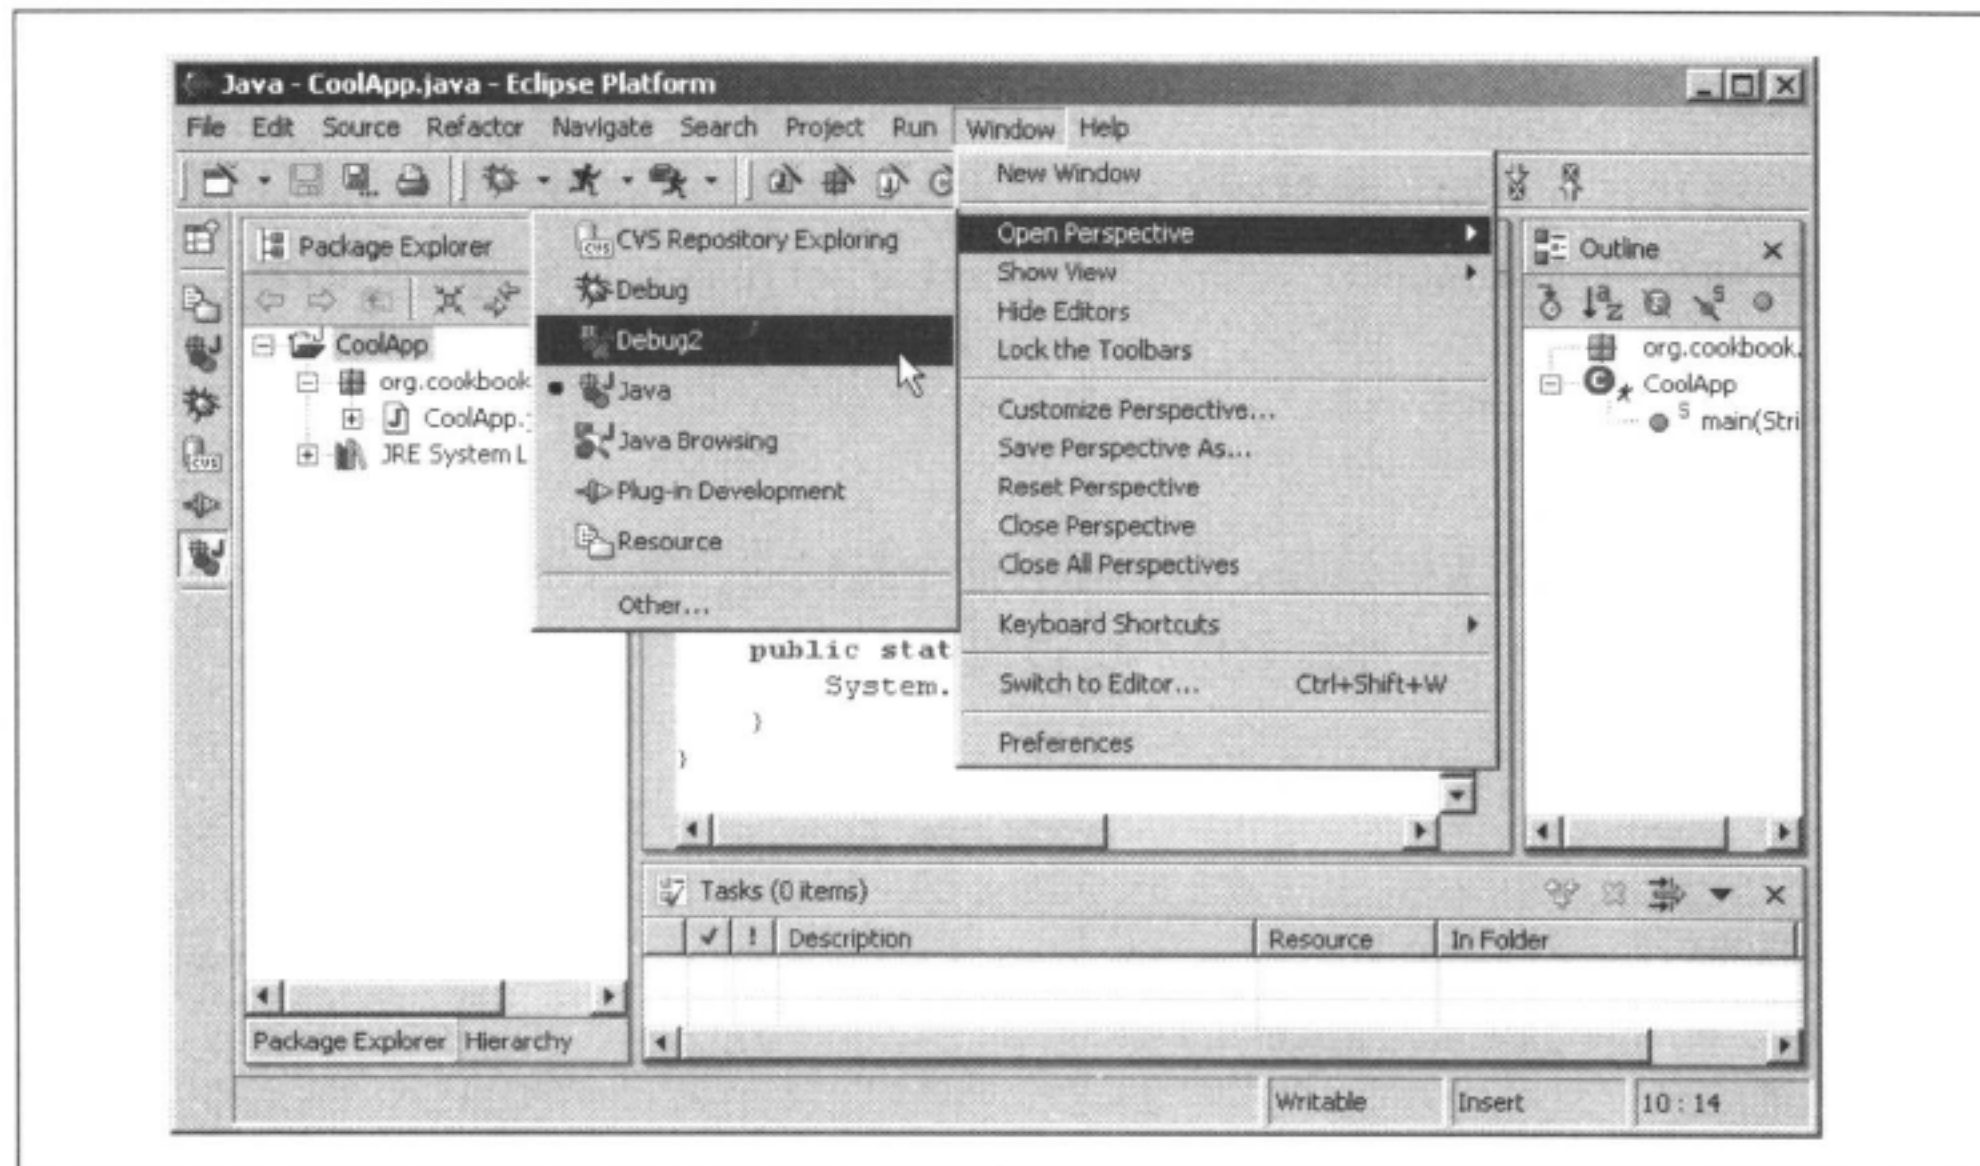 Java - CoolApp.java - Eclipse Platform
File Edit Source Refactor Navigate Search Project Run Window Help
New Window
Open Perspective
Show View
Hide Editors
Lock the Toolbars
Customize Perspective...
Save Perspective As...
Reset Perspective
Close Perspective
Close All Perspectives
Keyboard Shortcuts
Switch to Editor... Ctrl+Shift+W
Preferences
CVS Repository Exploring
Debug
Debug2
Java
Java Browsing
Plug-in Development
Resource
Other...
Package Explorer
CoolApp
org.cookbook
CoolApp.
JRE System L
Package Explorer Hierarchy
public stat
System.
}
}
Outline
org.cookbook.
CoolApp
main(Stri
Tasks (0 items)
! Description Resource In Folder
Writable Insert 10 : 14